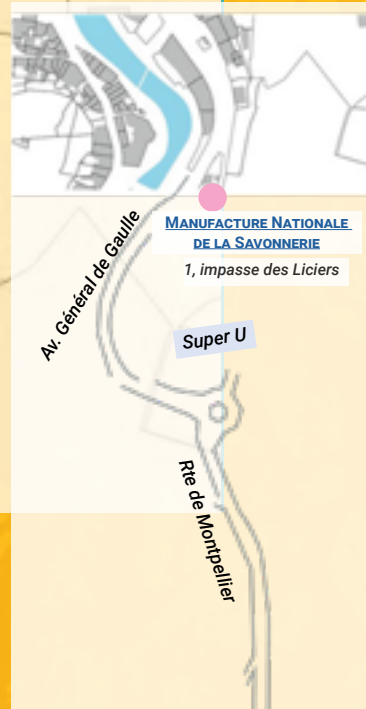 MANUFACTURE NATIONALE
DE LA SAVONNERIE
1, impasse des Liciers
Av. Général de Gaulle
Super U
Rte de Montpellier